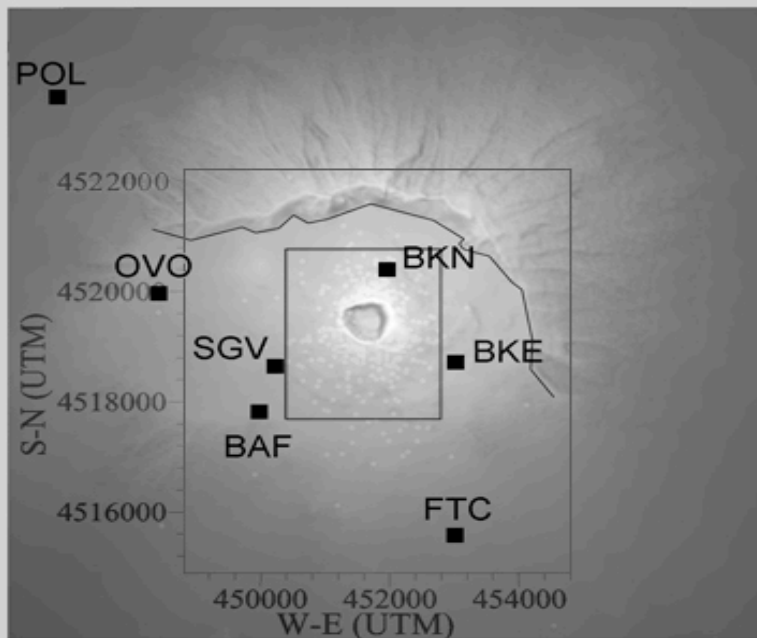 POL
4522000
BKN
OVO
4520000
SGV
BKE
S-N (UTM)
4518000
BAF
FTC
4516000
450000 452000 454000
W-E (UTM)